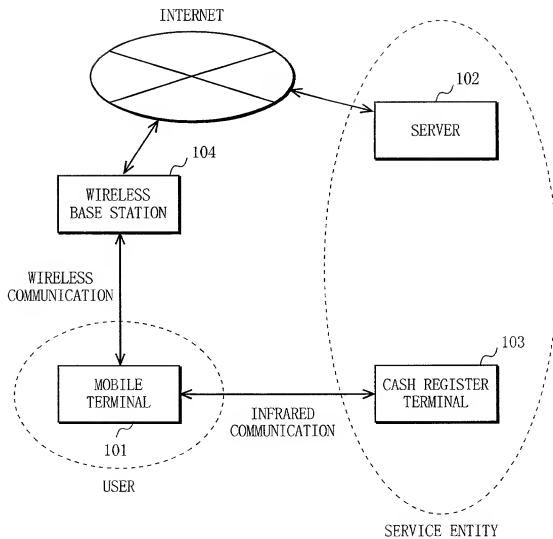 INTERNET
102
SERVER
104
WIRELESS
BASE STATION
WIRELESS
COMMUNICATION
103
MOBILE
TERMINAL
CASH REGISTER
TERMINAL
INFRARED
COMMUNICATION
101
USER
SERVICE ENTITY